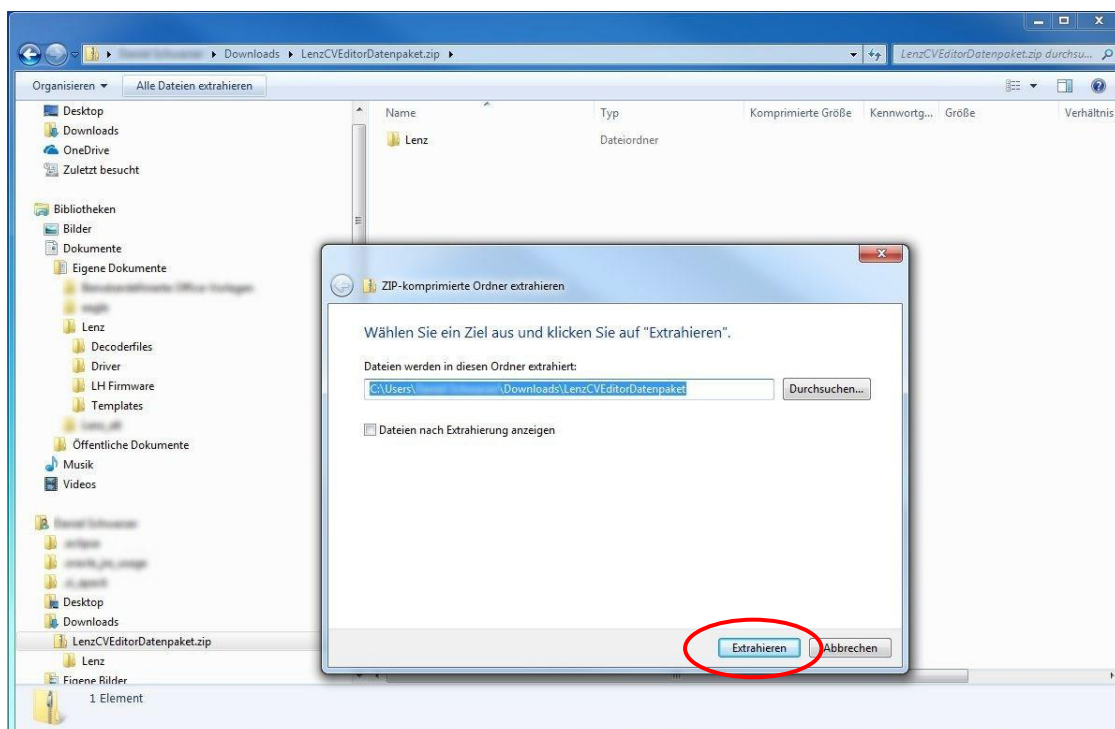 Downloads ▸ LenzCVEditorDatenpaket.zip ▸
LenzCVEditorDatenpaket.zip durchsu...
Organisieren
Alle Dateien extrahieren
Desktop
Downloads
OneDrive
Zuletzt besucht
Bibliotheken
Bilder
Dokumente
Eigene Dokumente
Lenz
Decoderfiles
Driver
LH Firmware
Templates
Öffentliche Dokumente
Musik
Videos
Desktop
Downloads
LenzCVEditorDatenpaket.zip
Lenz
Eigene Bilder
1 Element
Name Typ Komprimierte Größe Kennwortg... Größe Verhältnis
Lenz Dateiordner
ZIP-komprimierte Ordner extrahieren
Wählen Sie ein Ziel aus und klicken Sie auf "Extrahieren".
Dateien werden in diesen Ordner extrahiert:
C:\Users\ \Downloads\LenzCVEditorDatenpaket
Durchsuchen...
Dateien nach Extrahierung anzeigen
Extrahieren
Abbrechen